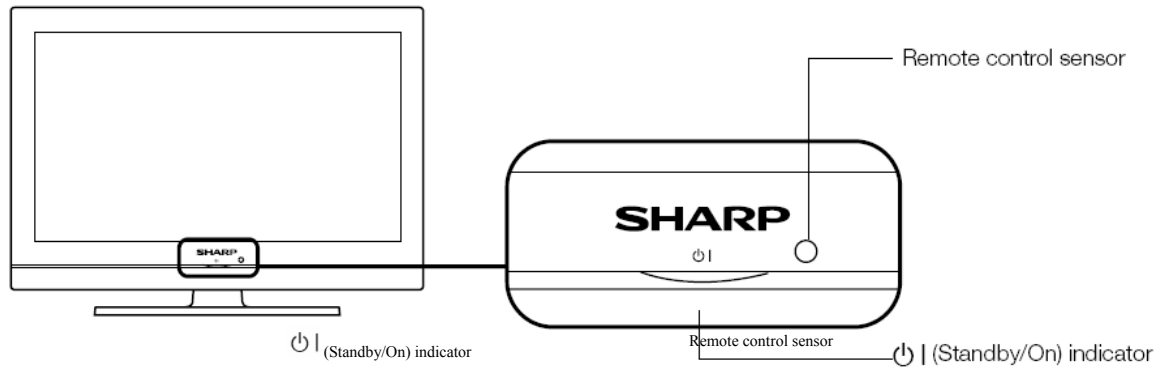 Remote control sensor
SHARP
SHARP
⏻ |
⏻ | (Standby/On) indicator
Remote control sensor
⏻ | (Standby/On) indicator